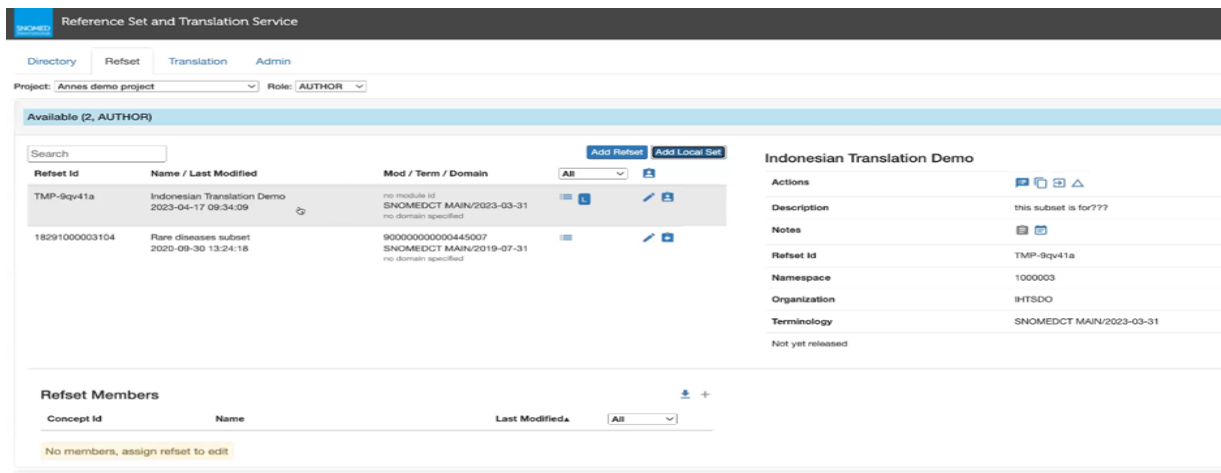 SNOMED
Reference Set and Translation Service
Directory Refset Translation Admin
Project: Annes demo project Role: AUTHOR
Available (2, AUTHOR)
Search
Add Refset Add Local Set
Refset Id Name / Last Modified Mod / Term / Domain All
TMP-9qv41a Indonesian Translation Demo no module id
2023-04-17 09:34:09 SNOMEDCT MAIN/2023-03-31 L
no domain specified
18291000003104 Rare diseases subset 900000000000445007
2020-09-30 13:24:18 SNOMEDCT MAIN/2019-07-31
no domain specified
Indonesian Translation Demo
Actions
Description this subset is for???
Notes
Refset Id TMP-9qv41a
Namespace 1000003
Organization IHTSDO
Terminology SNOMEDCT MAIN/2023-03-31
Not yet released
Refset Members
Concept Id Name Last Modified▲ All
No members, assign refset to edit